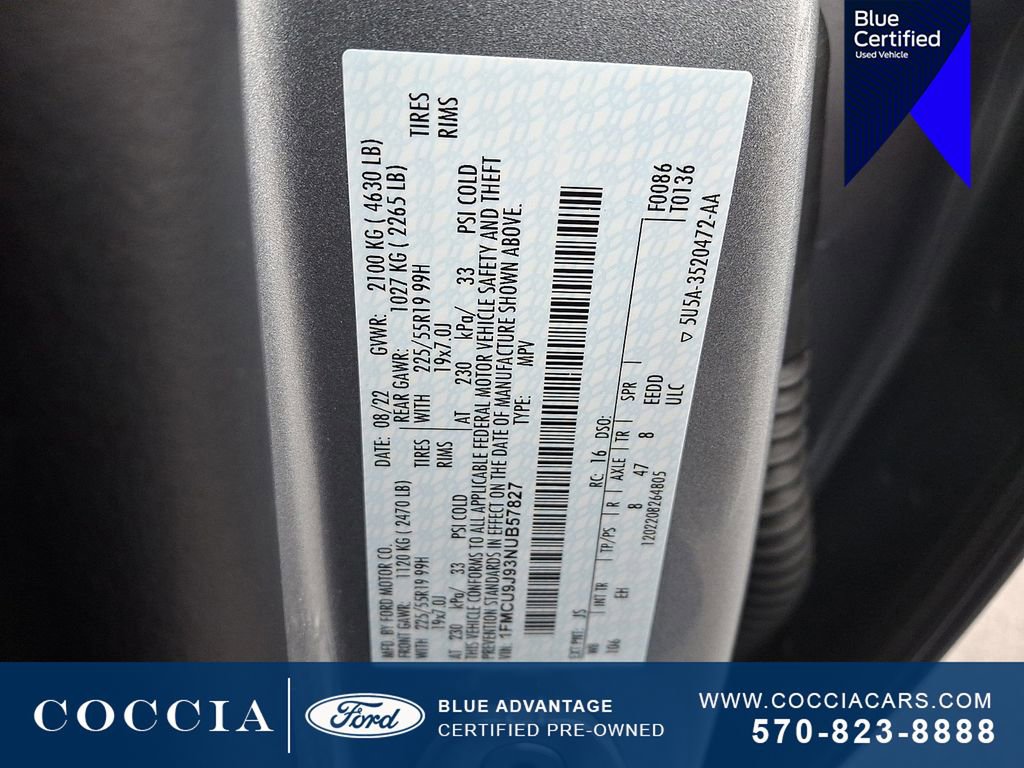 Blue
Certified
Used Vehicle
MFD. BY FORD MOTOR CO. DATE: 08/22 GVWR: 2100 KG ( 4630 LB)
FRONT GAWR: 1120 KG ( 2470 LB) REAR GAWR: 1027 KG ( 2265 LB)
WITH 225/55R19 99H TIRES WITH 225/55R19 99H TIRES
19x7.0J RIMS 19x7.0J RIMS
AT 230 kPa/ 33 PSI COLD AT 230 kPa/ 33 PSI COLD
THIS VEHICLE CONFORMS TO ALL APPLICABLE FEDERAL MOTOR VEHICLE SAFETY AND THEFT
PREVENTION STANDARDS IN EFFECT ON THE DATE OF MANUFACTURE SHOWN ABOVE.
VIN: 1FMCU9J93NUB57827 TYPE: MPV
EXT PNT: JS RC: 16 DSO: F0086
WB INT TR TP/PS R AXLE TR SPR T0136
106 EH 8 47 8 EEDD
1202208264B05 ULC
▽ 5U5A-3520472-AA
COCCIA
Ford
BLUE ADVANTAGE
CERTIFIED PRE-OWNED
WWW.COCCIACARS.COM
570-823-8888